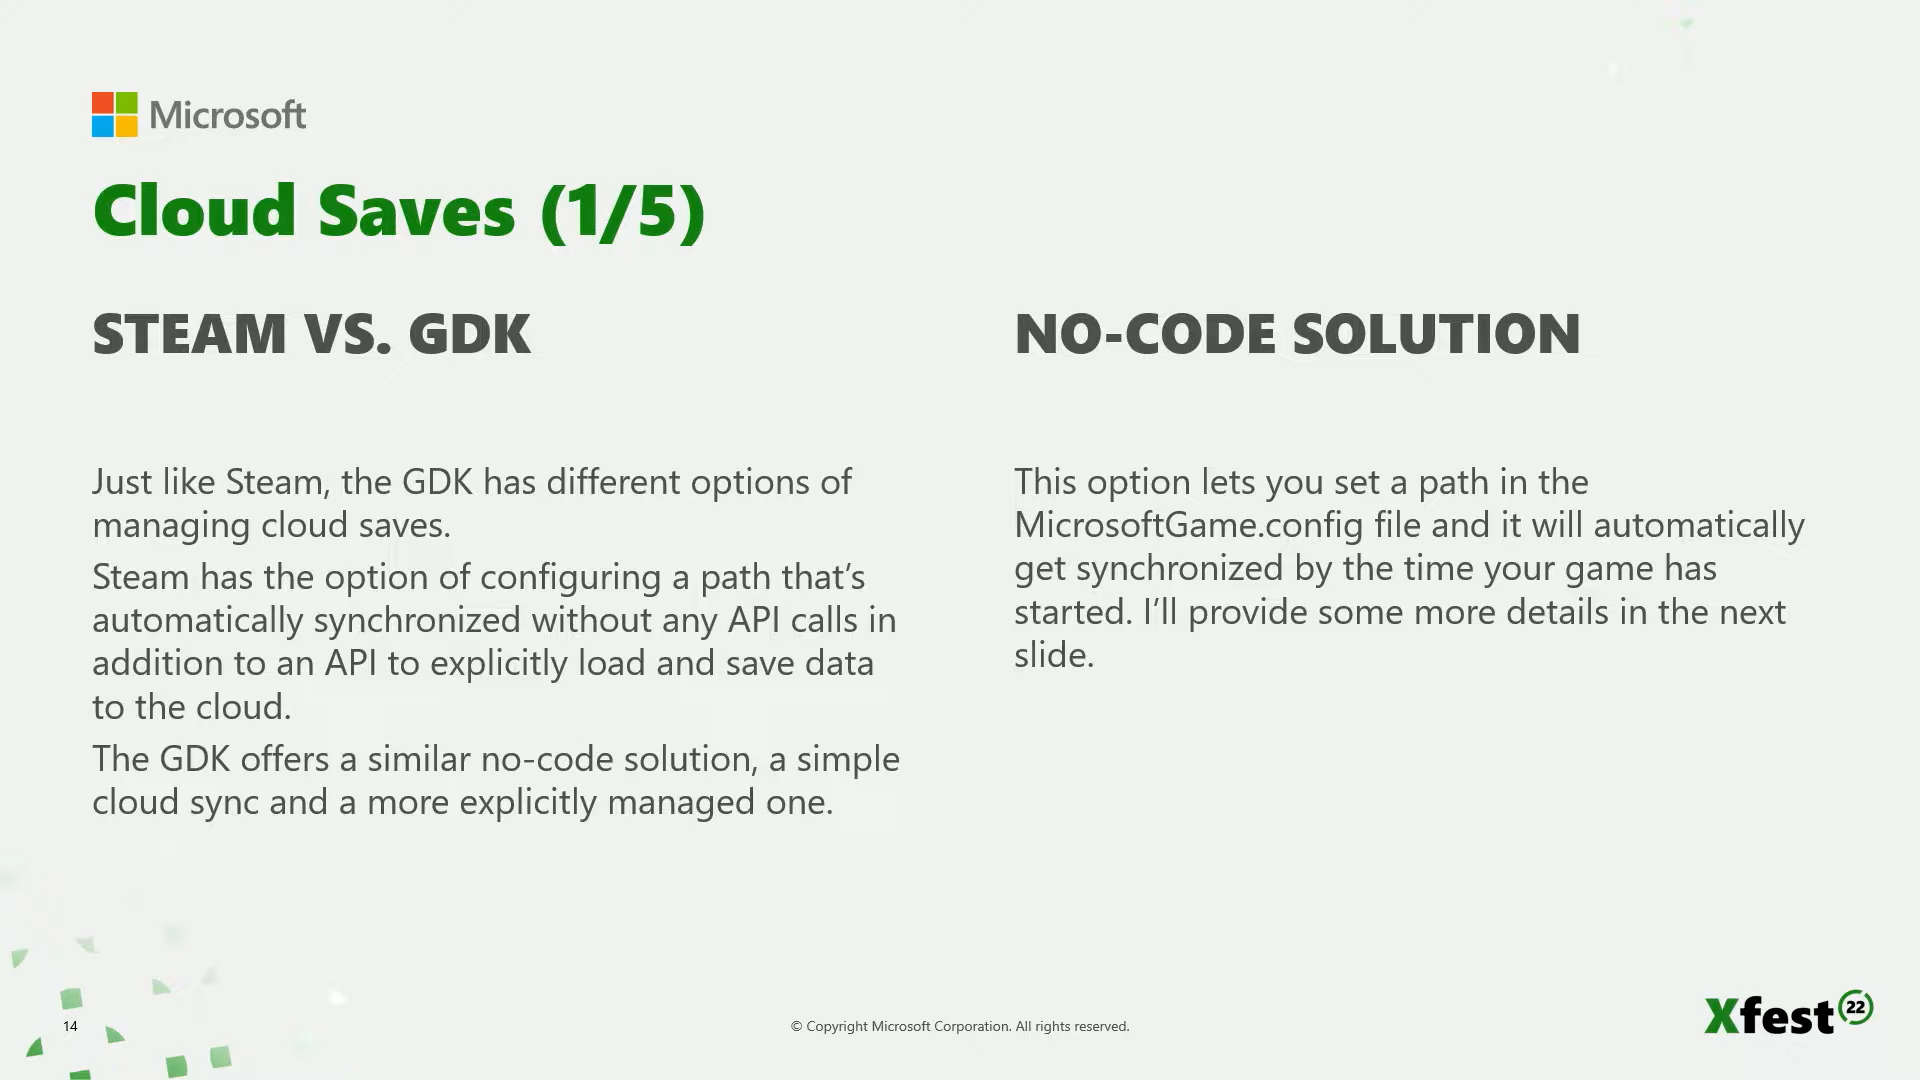 Microsoft
Cloud Saves (1/5)
STEAM VS. GDK
Just like Steam, the GDK has different options of
managing cloud saves.
Steam has the option of configuring a path that’s
automatically synchronized without any API calls in
addition to an API to explicitly load and save data
to the cloud.
The GDK offers a similar no-code solution, a simple
cloud sync and a more explicitly managed one.
NO-CODE SOLUTION
This option lets you set a path in the
MicrosoftGame.config file and it will automatically
get synchronized by the time your game has
started. I’ll provide some more details in the next
slide.
14
© Copyright Microsoft Corporation. All rights reserved.
Xfest 22